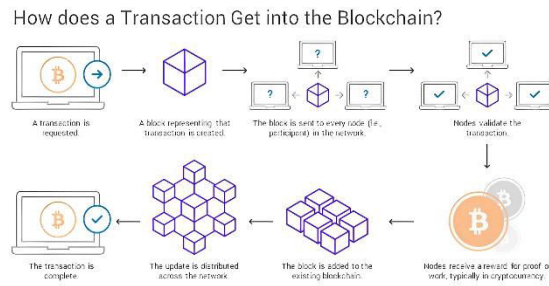 How does a Transaction Get into the Blockchain?
?
?
?
A transaction is
requested.
A block representing that
transaction is created.
The block is sent to every node (i.e.,
participant) in the network.
Nodes validate the
transaction.
The transaction is
complete.
The update is distributed
across the network.
The block is added to the
existing blockchain.
Nodes receive a reward for proof o
work, typically in cryptocurrency.